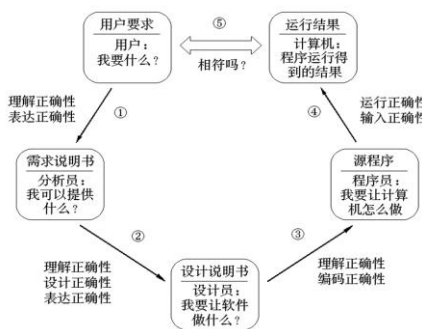 用户要求
用户：
我要什么？
⑤
相符吗？
运行结果
计算机：
程序运行得
到的结果
理解正确性
表达正确性
①
④
运行正确性
输入正确性
需求说明书
分析员：
我可以提供
什么？
源程序
程序员：
我要让计算
机怎么做
②
③
理解正确性
设计正确性
表达正确性
设计说明书
设计员：
我要让软件
做什么？
理解正确性
编码正确性